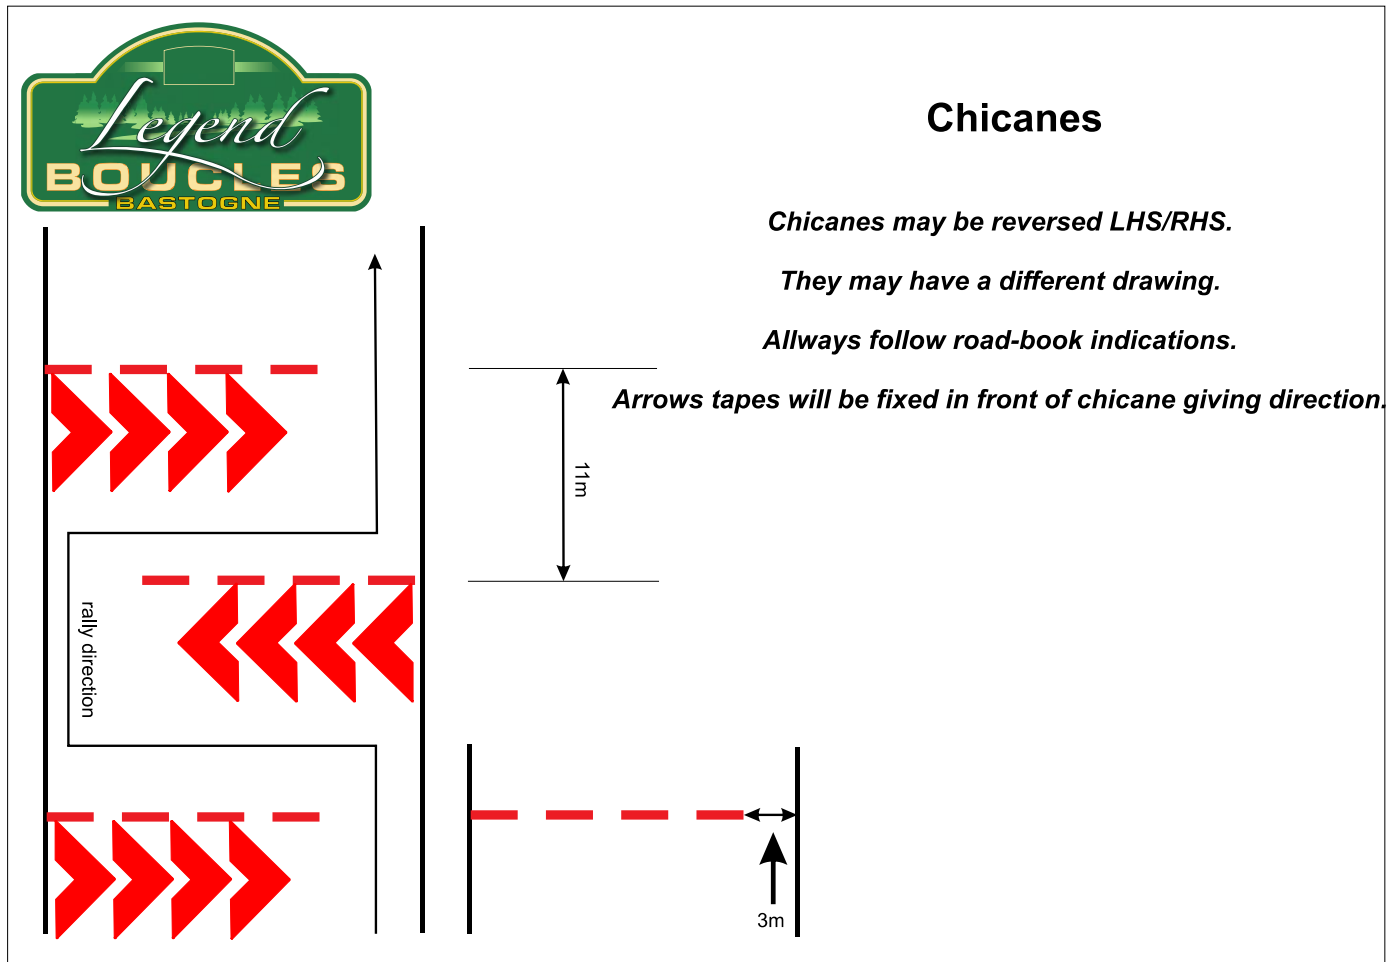 Legend
BOUCLES
BASTOGNE
Chicanes
Chicanes may be reversed LHS/RHS.
They may have a different drawing.
Allways follow road-book indications.
Arrows tapes will be fixed in front of chicane giving direction.
11m
rally direction
3m